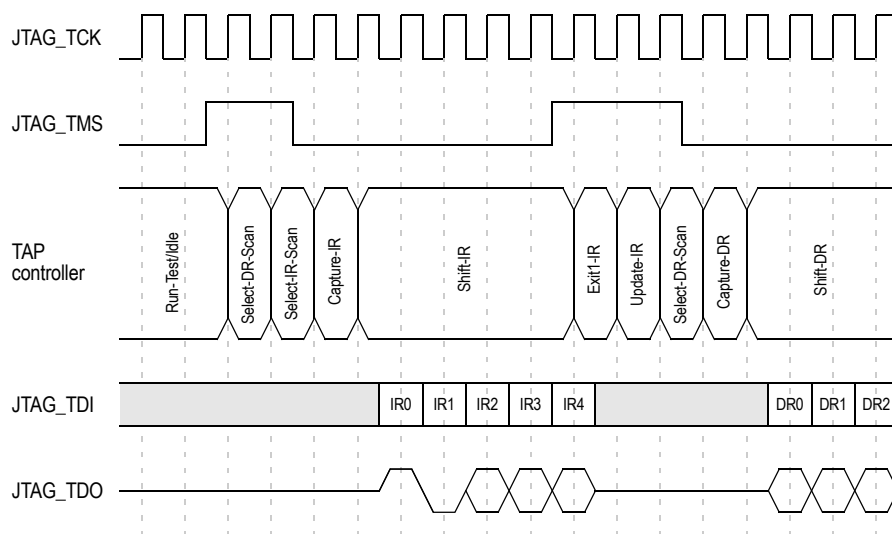 JTAG_TCK
JTAG_TMS
TAP
controller
Run-Test/Idle
Select-DR-Scan
Select-IR-Scan
Capture-IR
Shift-IR
Exit1-IR
Update-IR
Select-DR-Scan
Capture-DR
Shift-DR
JTAG_TDI
IR0 IR1 IR2 IR3 IR4 DR0 DR1 DR2
JTAG_TDO